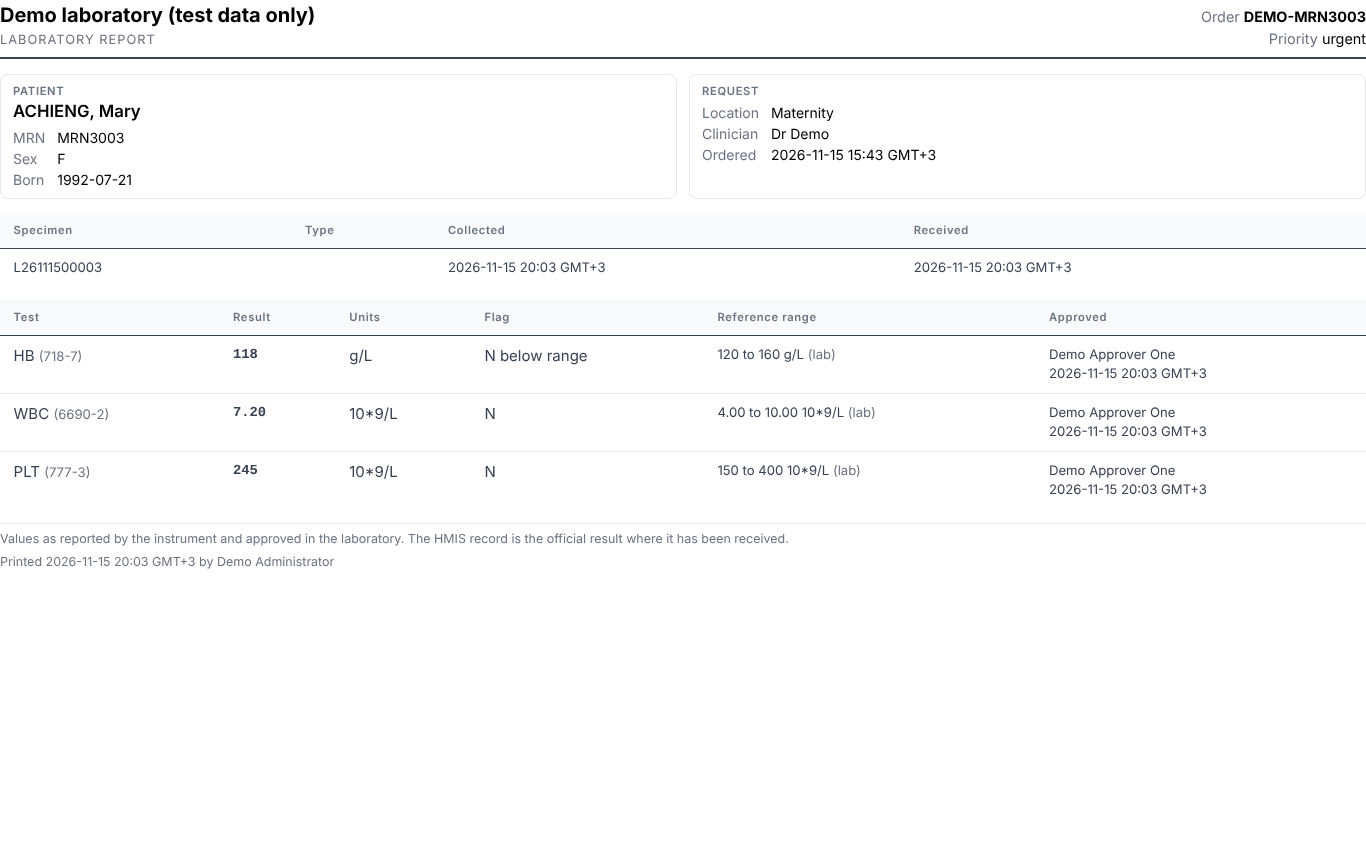 Demo laboratory (test data only)
LABORATORY REPORT
Order DEMO-MRN3003
Priority urgent
PATIENT
ACHIENG, Mary
MRN MRN3003
Sex F
Born 1992-07-21
REQUEST
Location Maternity
Clinician Dr Demo
Ordered 2026-11-15 15:43 GMT+3
Specimen Type Collected Received
L26111500003 2026-11-15 20:03 GMT+3 2026-11-15 20:03 GMT+3
Test Result Units Flag Reference range Approved
HB (718-7) 118 g/L N below range 120 to 160 g/L (lab) Demo Approver One
2026-11-15 20:03 GMT+3
WBC (6690-2) 7.20 10*9/L N 4.00 to 10.00 10*9/L (lab) Demo Approver One
2026-11-15 20:03 GMT+3
PLT (777-3) 245 10*9/L N 150 to 400 10*9/L (lab) Demo Approver One
2026-11-15 20:03 GMT+3
Values as reported by the instrument and approved in the laboratory. The HMIS record is the official result where it has been received.
Printed 2026-11-15 20:03 GMT+3 by Demo Administrator